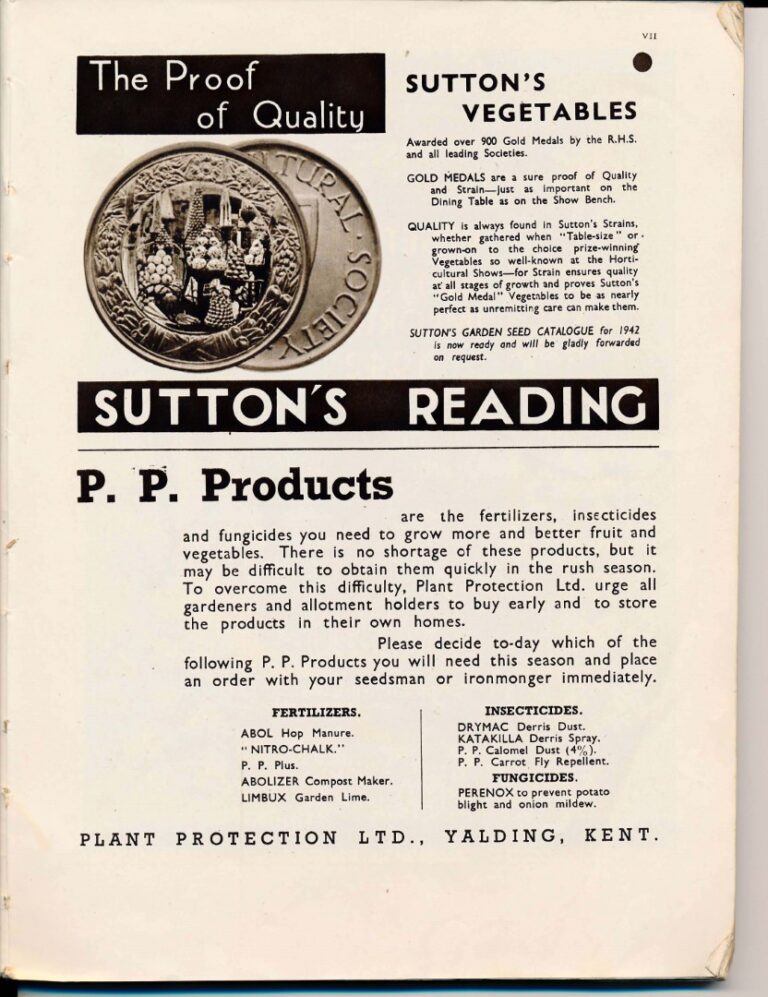 VII
The Proof
of Quality
SUTTON'S
VEGETABLES
Awarded over 900 Gold Medals by the R.H.S.
and all leading Societies.
GOLD MEDALS are a sure proof of Quality
and Strain—just as important on the
Dining Table as on the Show Bench.
QUALITY is always found in Sutton's Strains,
whether gathered when "Table-size" or
grown-on to the choice prize-winning
Vegetables so well-known at the Horti-
cultural Shows—for Strain ensures quality
at all stages of growth and proves Sutton's
"Gold Medal" Vegetables to be as nearly
perfect as unremitting care can make them.
SUTTON'S GARDEN SEED CATALOGUE for 1942
is now ready and will be gladly forwarded
on request.
TURAL · SOCIETY.
SUTTON'S READING
P. P. Products
are the fertilizers, insecticides
and fungicides you need to grow more and better fruit and
vegetables. There is no shortage of these products, but it
may be difficult to obtain them quickly in the rush season.
To overcome this difficulty, Plant Protection Ltd. urge all
gardeners and allotment holders to buy early and to store
the products in their own homes.
Please decide to-day which of the
following P. P. Products you will need this season and place
an order with your seedsman or ironmonger immediately.
FERTILIZERS.
ABOL Hop Manure.
"NITRO-CHALK."
P. P. Plus.
ABOLIZER Compost Maker.
LIMBUX Garden Lime.
INSECTICIDES.
DRYMAC Derris Dust.
KATAKILLA Derris Spray.
P. P. Calomel Dust (4%).
P. P. Carrot Fly Repellent.
FUNGICIDES.
PERENOX to prevent potato
blight and onion mildew.
PLANT PROTECTION LTD., YALDING, KENT.